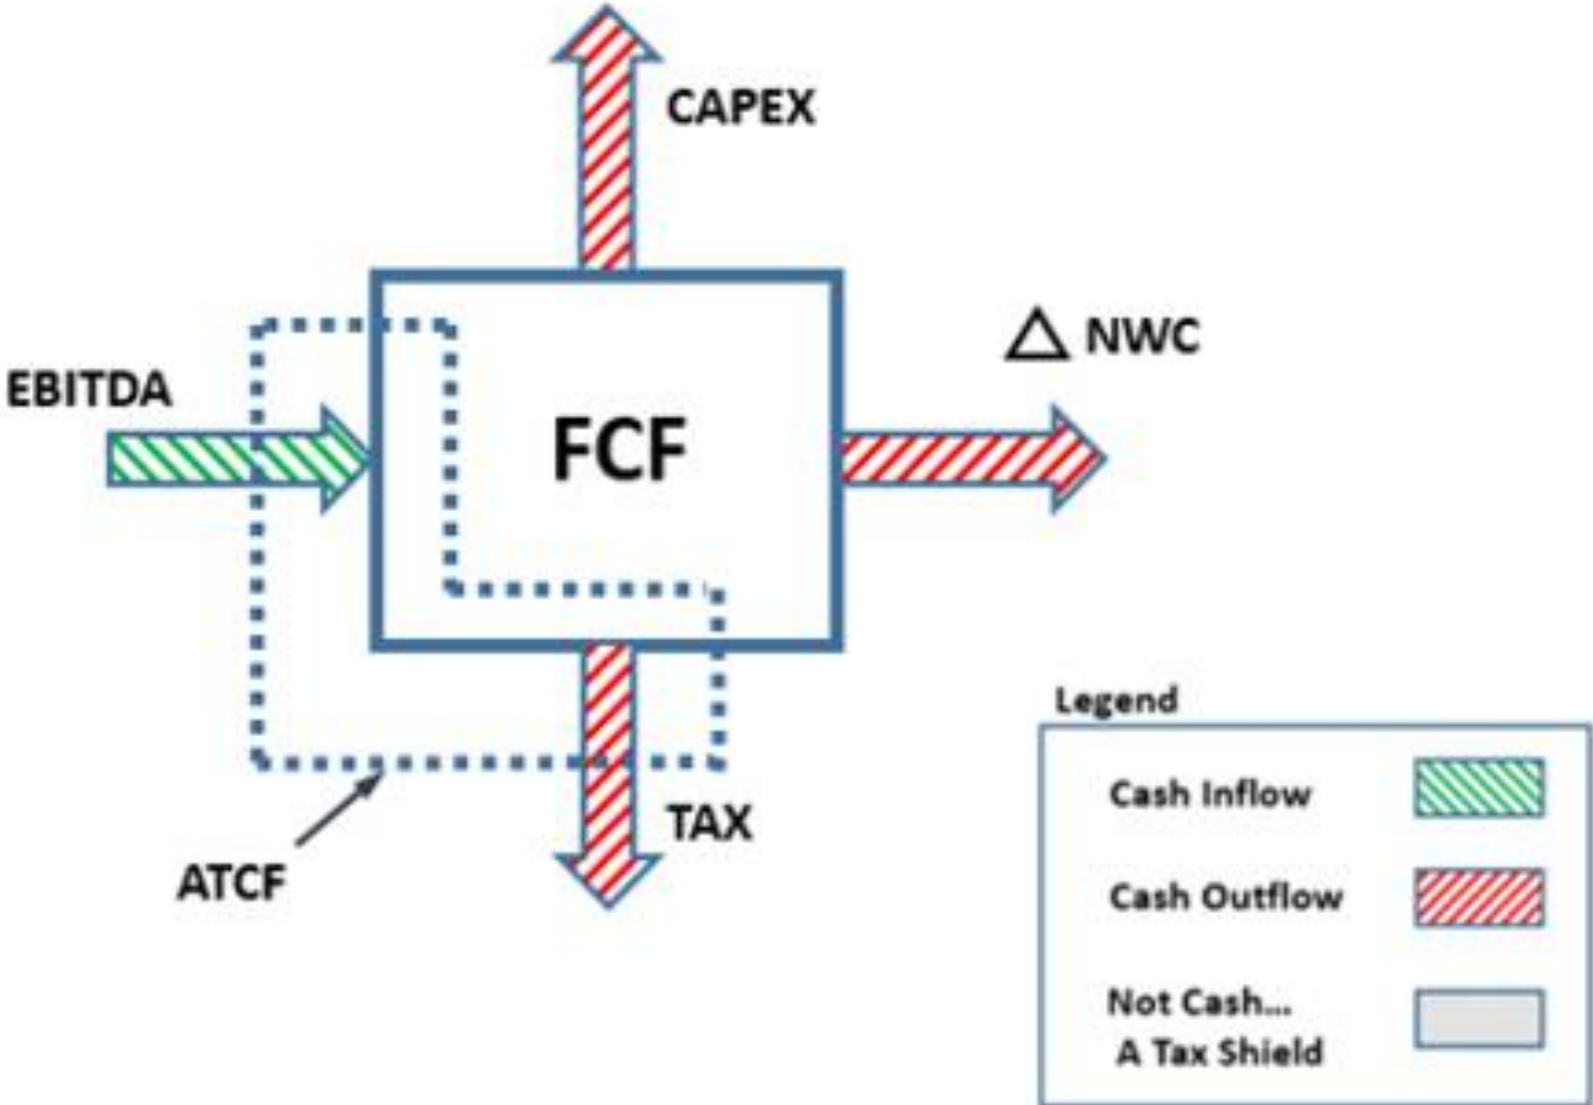 CAPEX
△ NWC
EBITDA
FCF
TAX
ATCF
Legend
Cash Inflow
Cash Outflow
Not Cash...
A Tax Shield